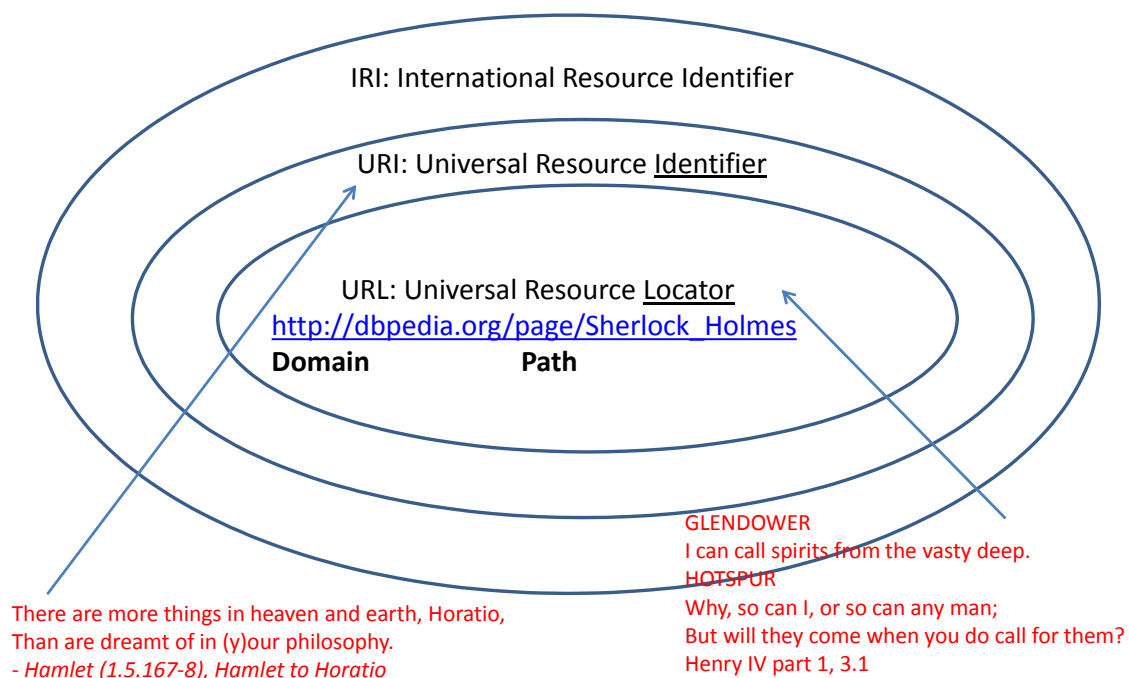 IRI: International Resource Identifier
URI: Universal Resource Identifier
URL: Universal Resource Locator
http://dbpedia.org/page/Sherlock_Holmes
Domain Path
There are more things in heaven and earth, Horatio,
Than are dreamt of in (y)our philosophy.
- Hamlet (1.5.167-8), Hamlet to Horatio
GLENDOWER
I can call spirits from the vasty deep.
HOTSPUR
Why, so can I, or so can any man;
But will they come when you do call for them?
Henry IV part 1, 3.1